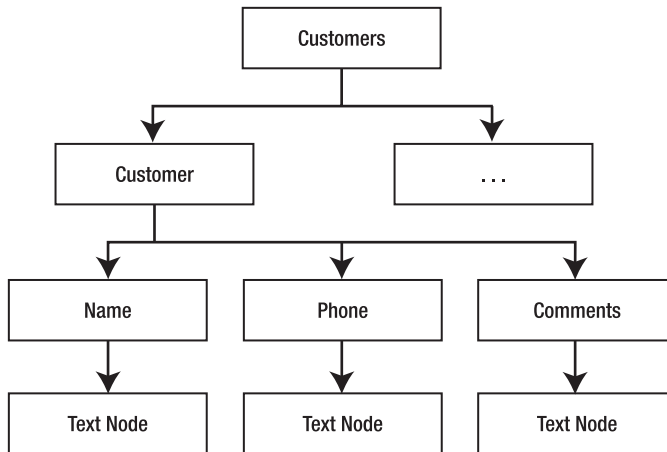 Customers
Customer
...
Name
Phone
Comments
Text Node
Text Node
Text Node